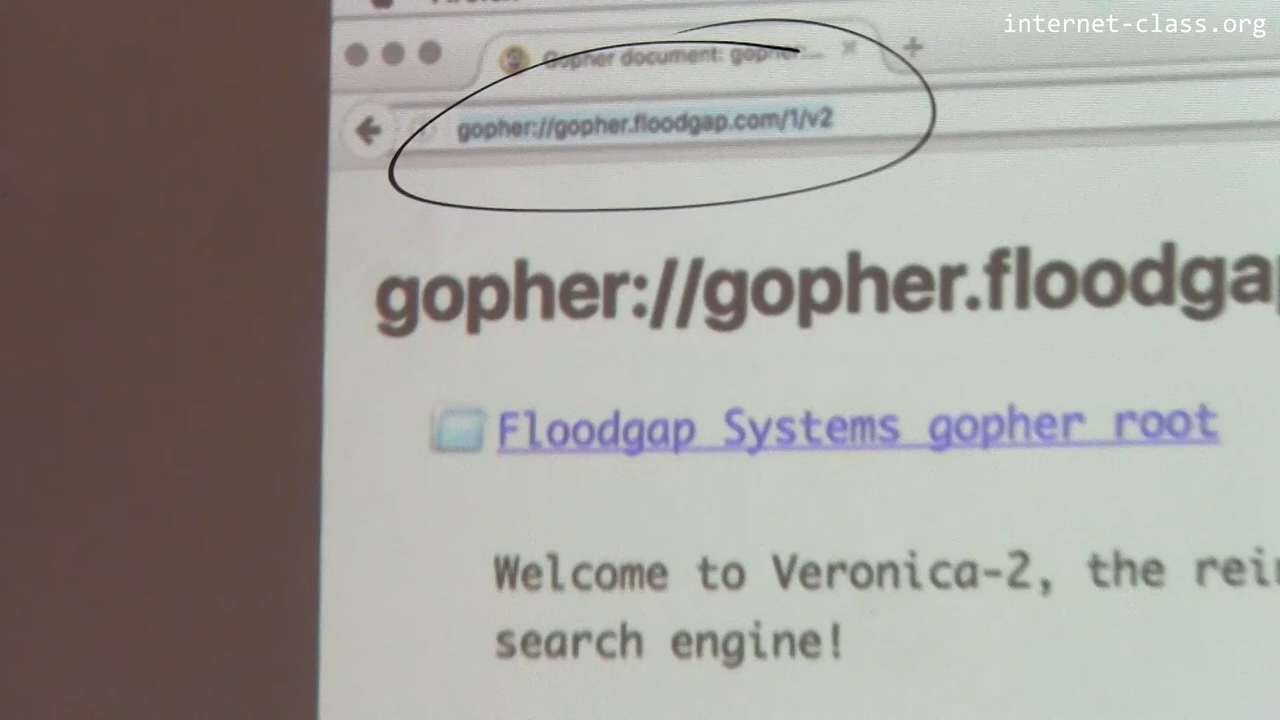 internet-class.org
Gopher document: gopher...
gopher://gopher.floodgap.com/1/v2
gopher://gopher.floodga
Floodgap Systems gopher root
Welcome to Veronica-2, the rei
search engine!